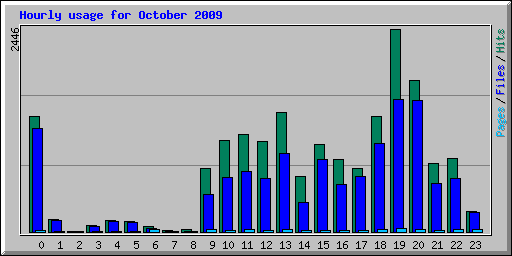 Hourly usage for October 2009
2446
Pages / Files / Hits
0 1 2 3 4 5 6 7 8 9 10 11 12 13 14 15 16 17 18 19 20 21 22 23